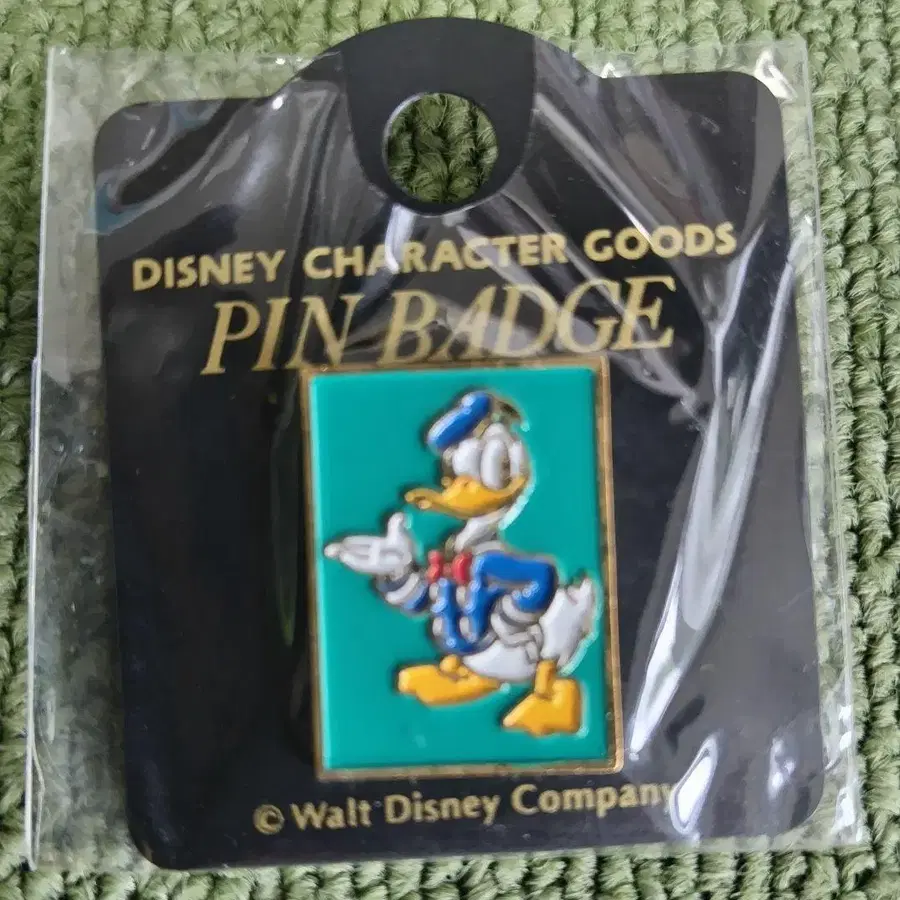 DISNEY CHARACTER GOODS
PIN BADGE
© Walt Disney Company